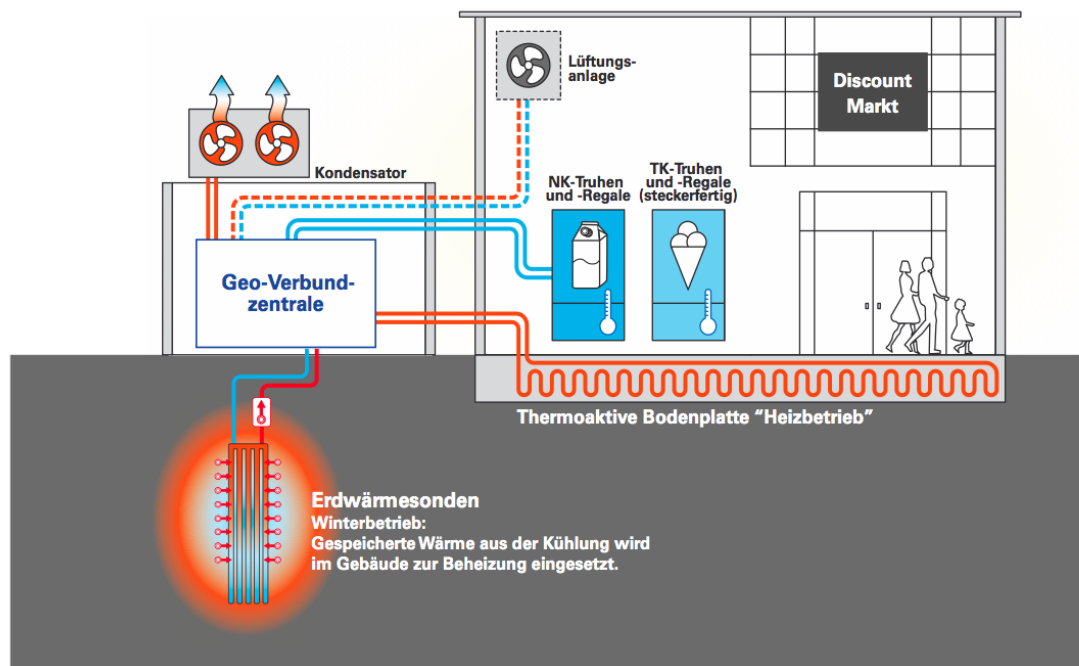 Lüftungs-
anlage
Discount
Markt
Kondensator
NK-Truhen
und -Regale
TK-Truhen
und -Regale
(steckerfertig)
Geo-Verbund-
zentrale
Thermoaktive Bodenplatte “Heizbetrieb”
Erdwärmesonden
Winterbetrieb:
Gespeicherte Wärme aus der Kühlung wird
im Gebäude zur Beheizung eingesetzt.